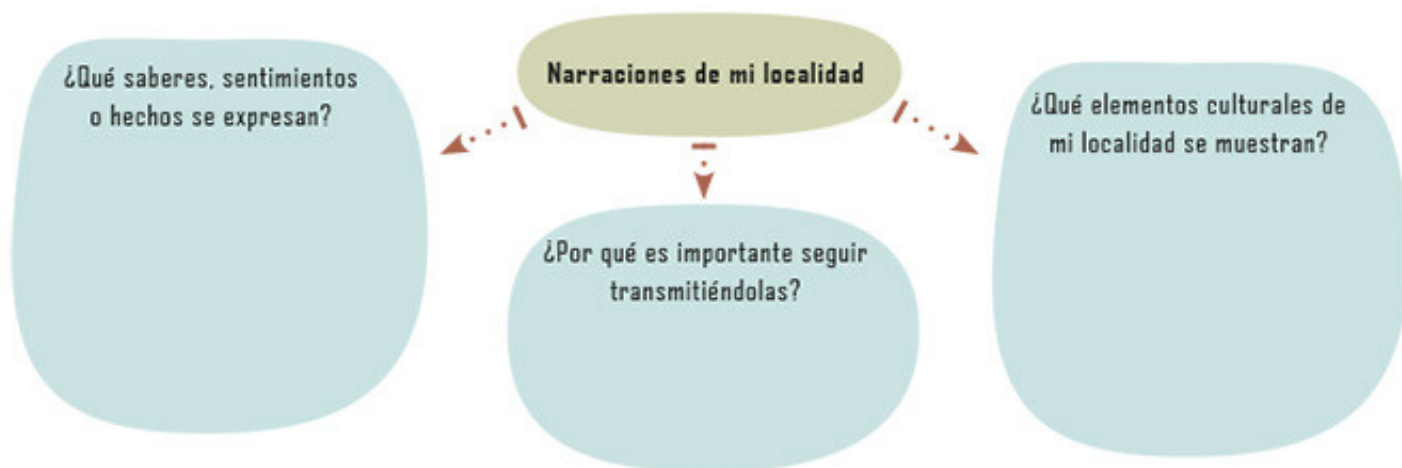 Narraciones de mi localidad
¿Qué saberes, sentimientos
o hechos se expresan?
¿Por qué es importante seguir
transmitiéndolas?
¿Qué elementos culturales de
mi localidad se muestran?